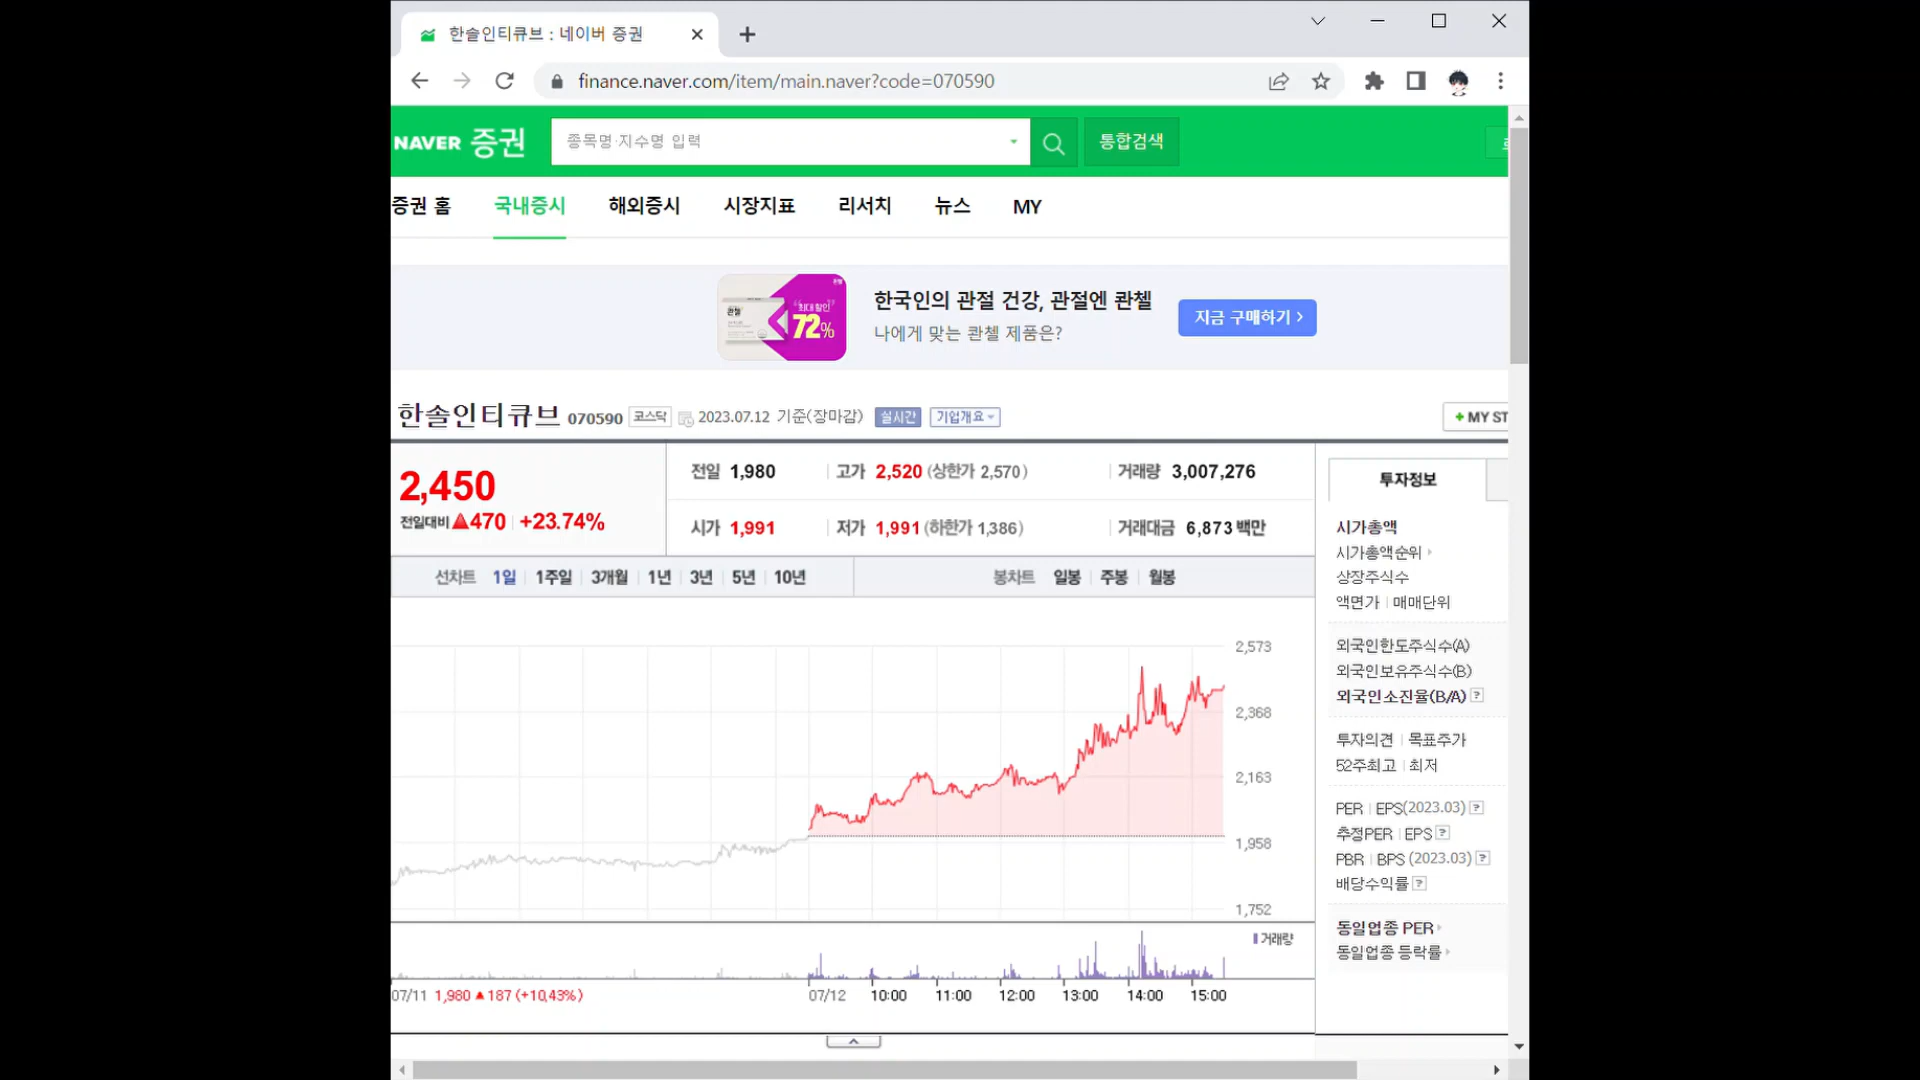 한솔인티큐브 : 네이버 증권
finance.naver.com/item/main.naver?code=070590
NAVER 증권
종목명·지수명 입력
통합검색
증권 홈 국내증시 해외증시 시장지표 리서치 뉴스 MY
콴첼
"최대 할인"
72%
한국인의 관절 건강, 관절엔 콴첼
나에게 맞는 콴첼 제품은?
지금 구매하기 >
한솔인티큐브 070590 코스닥 2023.07.12 기준(장마감) 실시간 기업개요
+ MY ST
2,450
전일대비 ▲470 +23.74%
전일 1,980 고가 2,520 (상한가 2,570) 거래량 3,007,276
시가 1,991 저가 1,991 (하한가 1,386) 거래대금 6,873 백만
선차트 1일 1주일 3개월 1년 3년 5년 10년 봉차트 일봉 주봉 월봉
2,573
2,368
2,163
1,958
1,752
거래량
07/11 1,980 ▲ 187 (+10,43%)
07/12 10:00 11:00 12:00 13:00 14:00 15:00
투자정보
시가총액
시가총액순위
상장주식수
액면가 | 매매단위
외국인한도주식수(A)
외국인보유주식수(B)
외국인소진율(B/A) ?
투자의견 | 목표주가
52주최고 | 최저
PER | EPS(2023.03) ?
추정PER | EPS ?
PBR | BPS (2023.03) ?
배당수익률 ?
동일업종 PER
동일업종 등락률